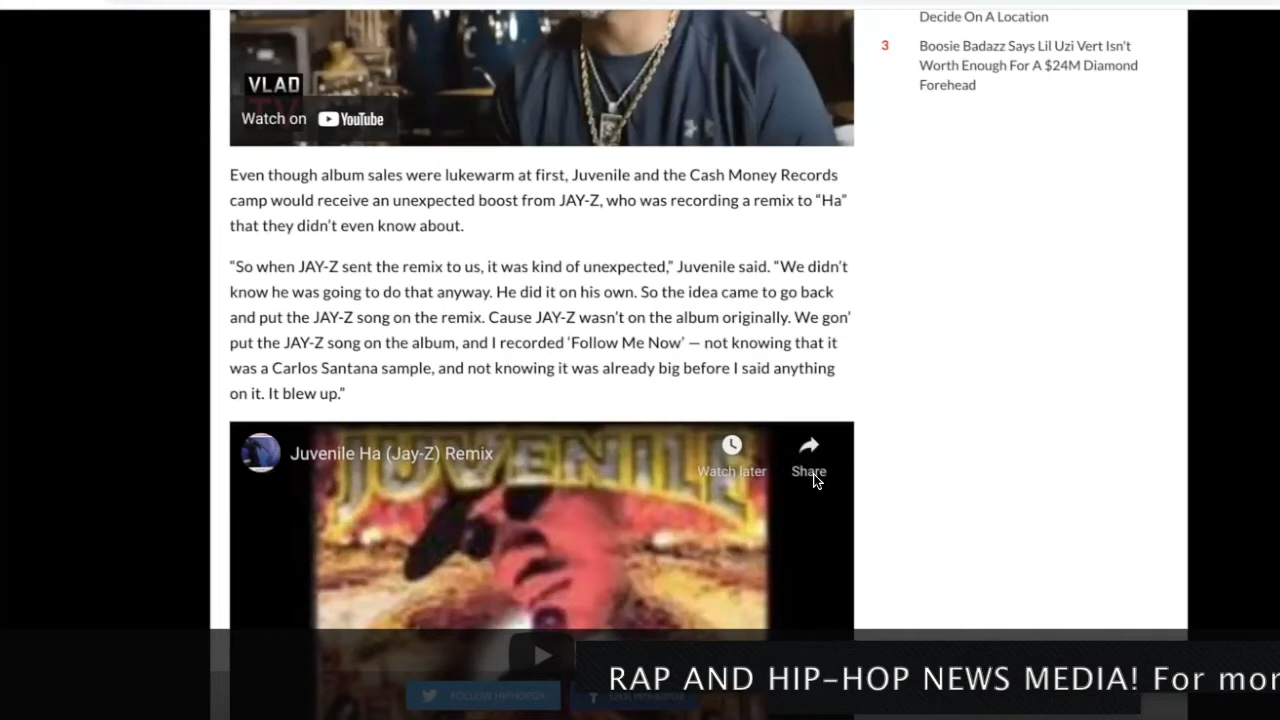 Decide On A Location
3 Boosie Badazz Says Lil Uzi Vert Isn't
Worth Enough For A $24M Diamond
Forehead
VLAD
TV
Watch on YouTube
Even though album sales were lukewarm at first, Juvenile and the Cash Money Records
camp would receive an unexpected boost from JAY-Z, who was recording a remix to “Ha”
that they didn’t even know about.
“So when JAY-Z sent the remix to us, it was kind of unexpected,” Juvenile said. “We didn’t
know he was going to do that anyway. He did it on his own. So the idea came to go back
and put the JAY-Z song on the remix. Cause JAY-Z wasn’t on the album originally. We gon’
put the JAY-Z song on the album, and I recorded ‘Follow Me Now’ — not knowing that it
was a Carlos Santana sample, and not knowing it was already big before I said anything
on it. It blew up.”
Juvenile Ha (Jay-Z) Remix
Watch later
Share
JUVENILE
RAP AND HIP-HOP NEWS MEDIA! For mor
FOLLOW HIPHOPDX